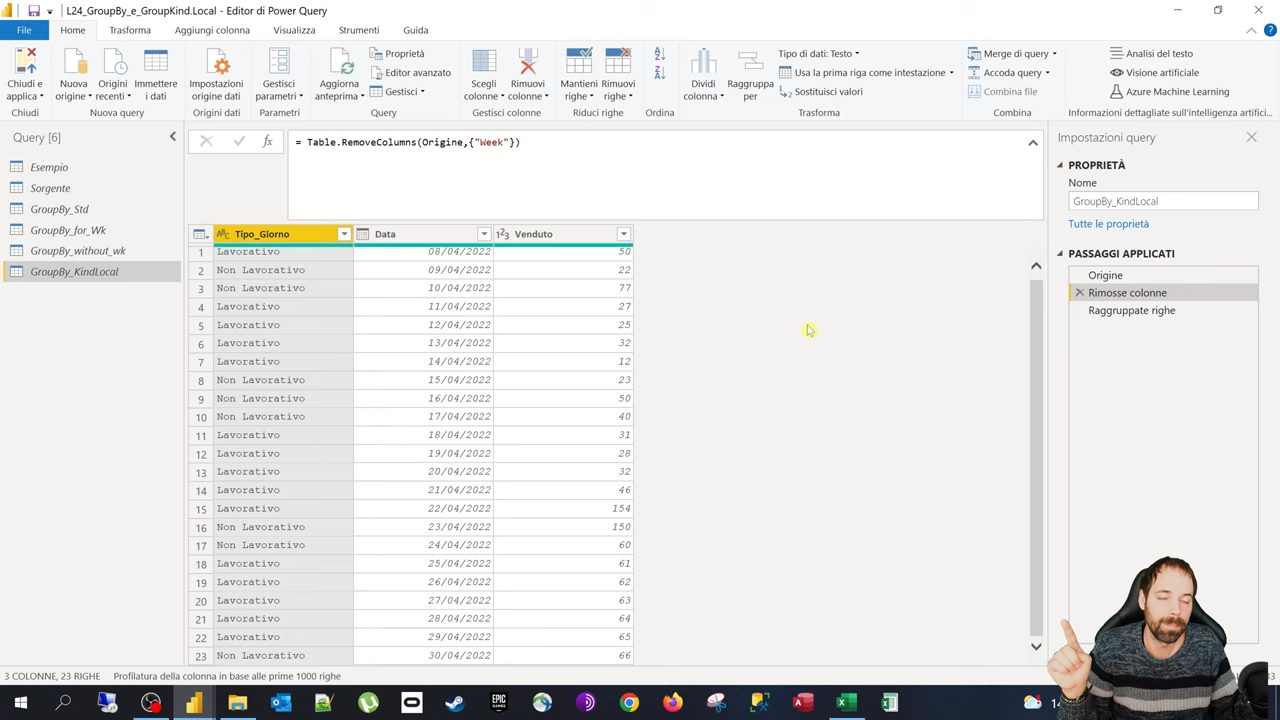 L24_GroupBy_e_GroupKind.Local - Editor di Power Query
File Home Trasforma Aggiungi colonna Visualizza Strumenti Guida
Chiudi e applica
Nuova origine
Origini recenti
Immettere i dati
Impostazioni origine dati
Gestisci parametri
Aggiorna anteprima
Proprietà
Editor avanzato
Gestisci
Scegli colonne
Rimuovi colonne
Mantieni righe
Rimuovi righe
Dividi colonna
Raggruppa per
Tipo di dati: Testo
Usa la prima riga come intestazione
Sostituisci valori
Merge di query
Accoda query
Combina file
Analisi del testo
Visione artificiale
Azure Machine Learning
Chiudi Nuova query Origini dati Parametri Query Gestisci colonne Riduci righe Ordina Trasforma Combina Informazioni dettagliate sull'intelligenza artific...
Query [6]
Esempio
Sorgente
GroupBy_Std
GroupBy_for_Wk
GroupBy_without_wk
GroupBy_KindLocal
= Table.RemoveColumns(Origine,{"Week"})
Tipo_Giorno Data Venduto
1 Lavorativo 08/04/2022 50
2 Non Lavorativo 09/04/2022 22
3 Non Lavorativo 10/04/2022 77
4 Lavorativo 11/04/2022 27
5 Lavorativo 12/04/2022 25
6 Lavorativo 13/04/2022 32
7 Lavorativo 14/04/2022 12
8 Non Lavorativo 15/04/2022 23
9 Non Lavorativo 16/04/2022 50
10 Non Lavorativo 17/04/2022 40
11 Lavorativo 18/04/2022 31
12 Lavorativo 19/04/2022 28
13 Lavorativo 20/04/2022 32
14 Lavorativo 21/04/2022 46
15 Lavorativo 22/04/2022 154
16 Non Lavorativo 23/04/2022 150
17 Non Lavorativo 24/04/2022 60
18 Lavorativo 25/04/2022 61
19 Lavorativo 26/04/2022 62
20 Lavorativo 27/04/2022 63
21 Lavorativo 28/04/2022 64
22 Lavorativo 29/04/2022 65
23 Non Lavorativo 30/04/2022 66
Impostazioni query
PROPRIETÀ
Nome
GroupBy_KindLocal
Tutte le proprietà
PASSAGGI APPLICATI
Origine
Rimosse colonne
Raggruppate righe
3 COLONNE, 23 RIGHE Profilatura della colonna in base alle prime 1000 righe